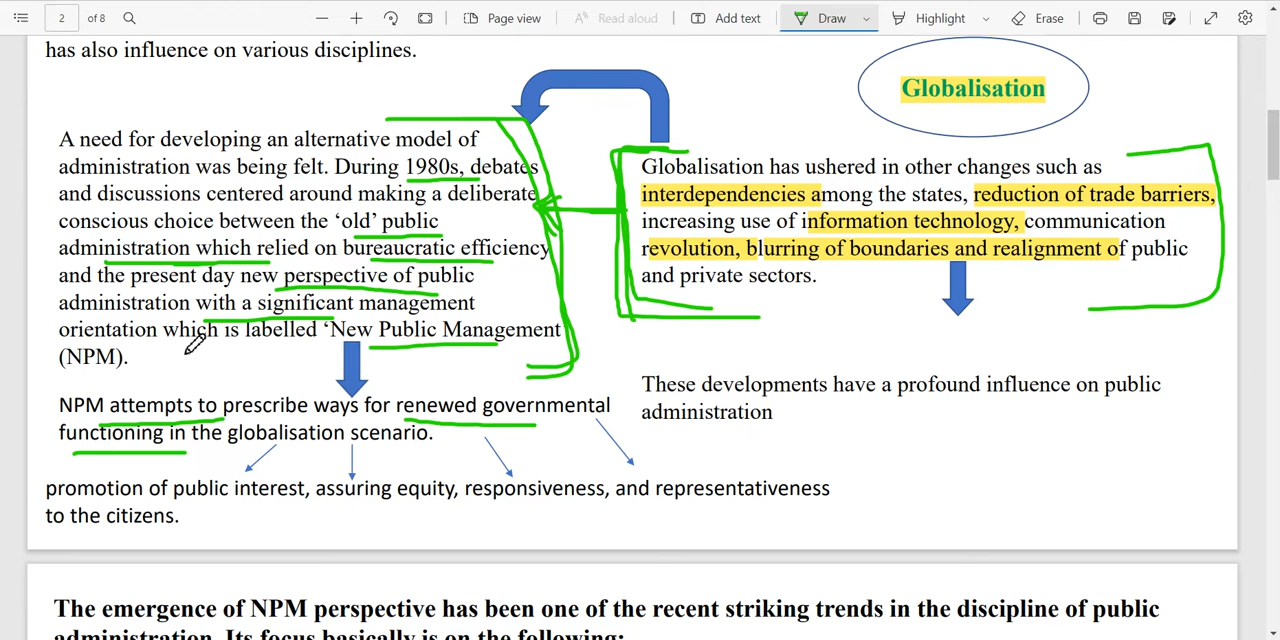 2
of 8
Page view
Read aloud
Add text
Draw
Highlight
Erase
has also influence on various disciplines.
Globalisation
A need for developing an alternative model of
administration was being felt. During 1980s, debates
and discussions centered around making a deliberate
conscious choice between the ‘old’ public
administration which relied on bureaucratic efficiency
and the present day new perspective of public
administration with a significant management
orientation which is labelled ‘New Public Management
(NPM).
Globalisation has ushered in other changes such as
interdependencies among the states, reduction of trade barriers,
increasing use of information technology, communication
revolution, blurring of boundaries and realignment of public
and private sectors.
These developments have a profound influence on public
administration
NPM attempts to prescribe ways for renewed governmental
functioning in the globalisation scenario.
promotion of public interest, assuring equity, responsiveness, and representativeness
to the citizens.
The emergence of NPM perspective has been one of the recent striking trends in the discipline of public
administration. Its focus basically is on the following: